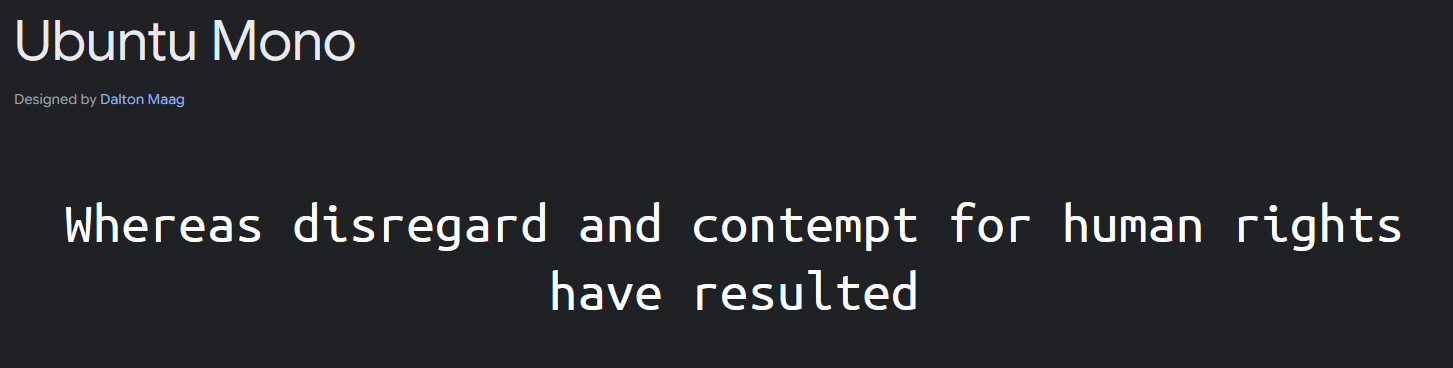 Ubuntu Mono
Designed by Dalton Maag
Whereas disregard and contempt for human rights
have resulted